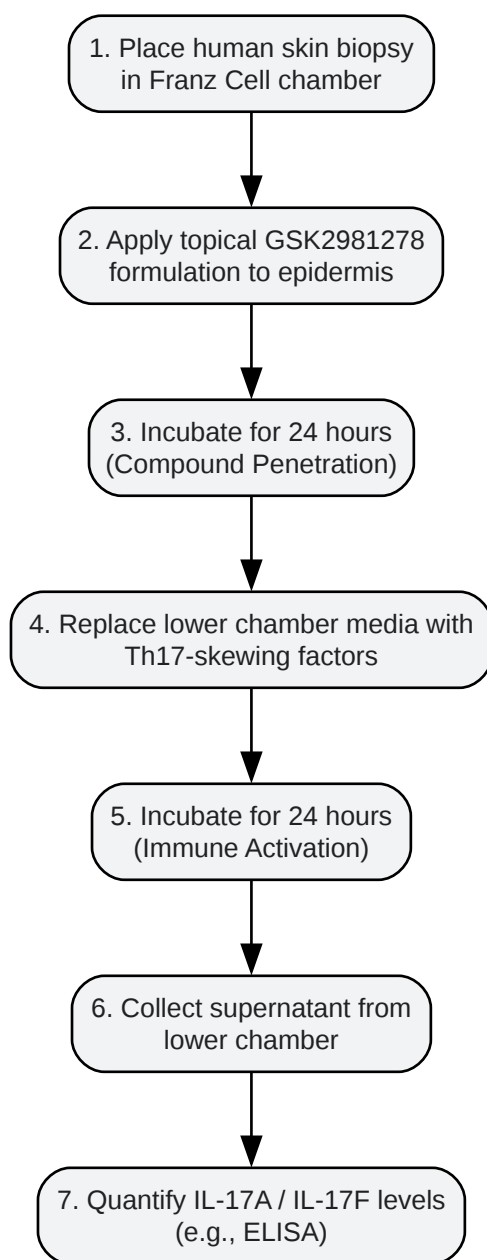 1. Place human skin biopsy
in Franz Cell chamber
2. Apply topical GSK2981278
formulation to epidermis
3. Incubate for 24 hours
(Compound Penetration)
4. Replace lower chamber media with
Th17-skewing factors
5. Incubate for 24 hours
(Immune Activation)
6. Collect supernatant from
lower chamber
7. Quantify IL-17A / IL-17F levels
(e.g., ELISA)